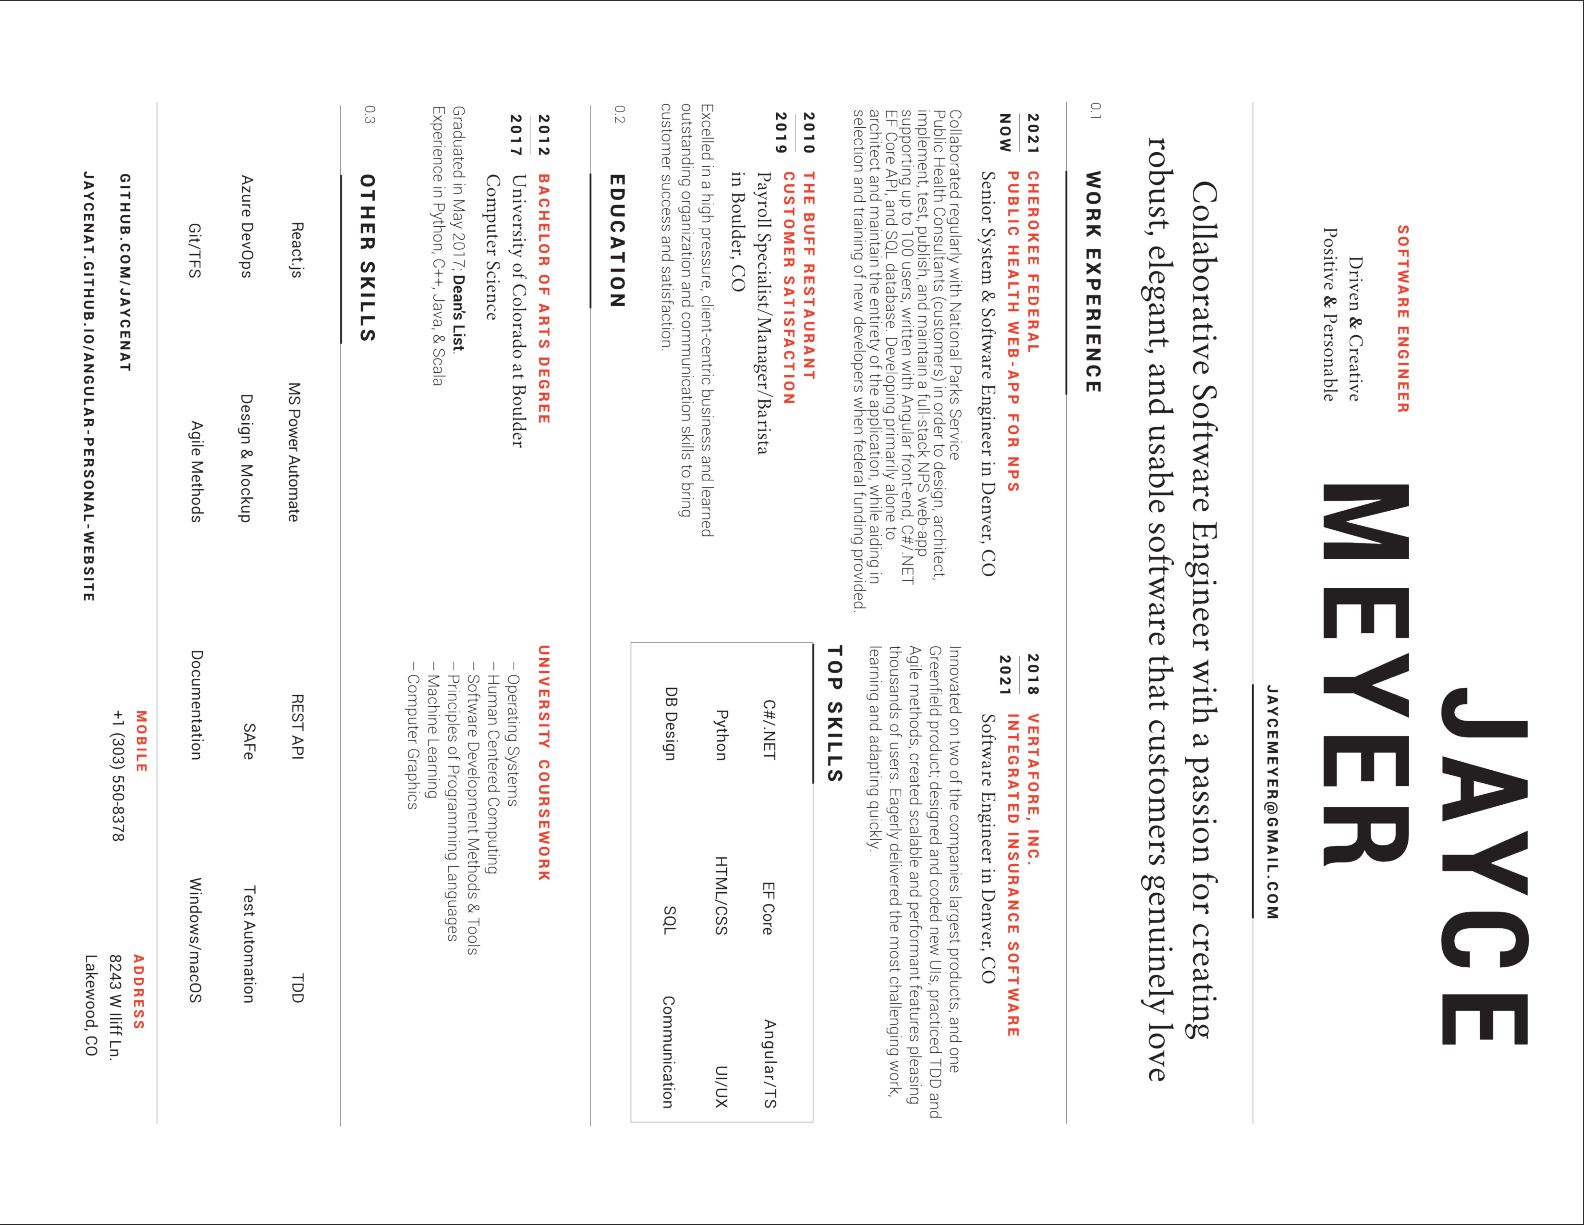 JAYCE
MEYER
SOFTWARE ENGINEER
Driven & Creative
Positive & Personable
JAYCEMEYER@GMAIL.COM
Collaborative Software Engineer with a passion for creating
robust, elegant, and usable software that customers genuinely love
0.1 WORK EXPERIENCE
2021
NOW
CHEROKEE FEDERAL
PUBLIC HEALTH WEB-APP FOR NPS
Senior System & Software Engineer in Denver, CO
Collaborated regularly with National Parks Service
Public Health Consultants (customers) in order to design, architect,
implement, test, publish, and maintain a full-stack NPS web-app
supporting up to 100 users, written with Angular front-end, C#/.NET
EF Core API, and SQL database. Developing primarily alone to
architect and maintain the entirety of the application, while aiding in
selection and training of new developers when federal funding provided.
2010
2019
THE BUFF RESTAURANT
CUSTOMER SATISFACTION
Payroll Specialist/Manager/Barista
in Boulder, CO
Excelled in a high pressure, client-centric business and learned
outstanding organization and communication skills to bring
customer success and satisfaction.
2018
2021
VERTAFORE, INC.
INTEGRATED INSURANCE SOFTWARE
Software Engineer in Denver, CO
Innovated on two of the companies largest products, and one
Greenfield product; designed and coded new UIs, practiced TDD and
Agile methods, created scalable and performant features pleasing
thousands of users. Eagerly delivered the most challenging work,
learning and adapting quickly.
TOP SKILLS
C#/.NET EF Core Angular/TS
Python HTML/CSS UI/UX
DB Design SQL Communication
0.2 EDUCATION
2012
2017
BACHELOR OF ARTS DEGREE
University of Colorado at Boulder
Computer Science
Graduated in May 2017; Dean's List.
Experience in Python, C++, Java, & Scala
UNIVERSITY COURSEWORK
– Operating Systems
– Human Centered Computing
– Software Development Methods & Tools
– Principles of Programming Languages
– Machine Learning
– Computer Graphics
0.3 OTHER SKILLS
React.js MS Power Automate REST API TDD
Azure DevOps Design & Mockup SAFe Test Automation
Git/TFS Agile Methods Documentation Windows/macOS
GITHUB.COM/JAYCENAT
JAYCENAT.GITHUB.IO/ANGULAR-PERSONAL-WEBSITE
MOBILE
+1 (303) 550-8378
ADDRESS
8243 W Iliff Ln.
Lakewood, CO